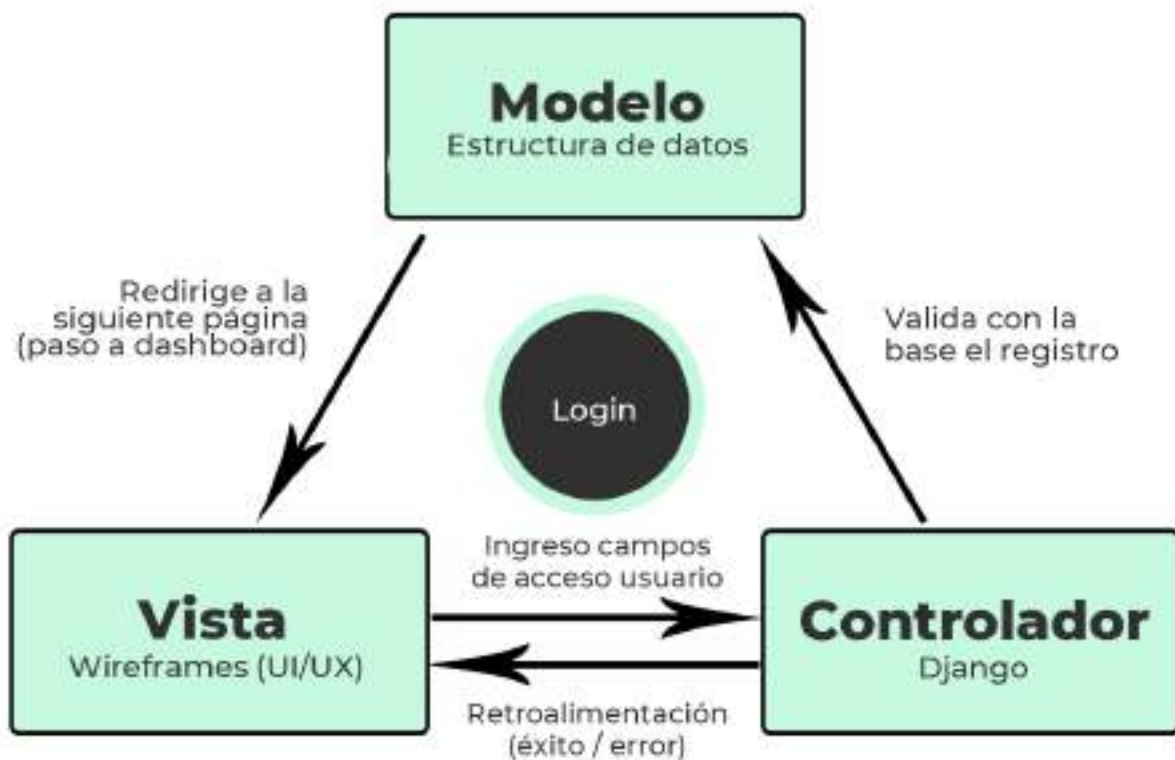 Modelo
Estructura de datos
Redirige a la
siguiente página
(paso a dashboard)
Valida con la
base el registro
Login
Ingreso campos
de acceso usuario
Vista
Wireframes (UI/UX)
Controlador
Django
Retroalimentación
(éxito / error)